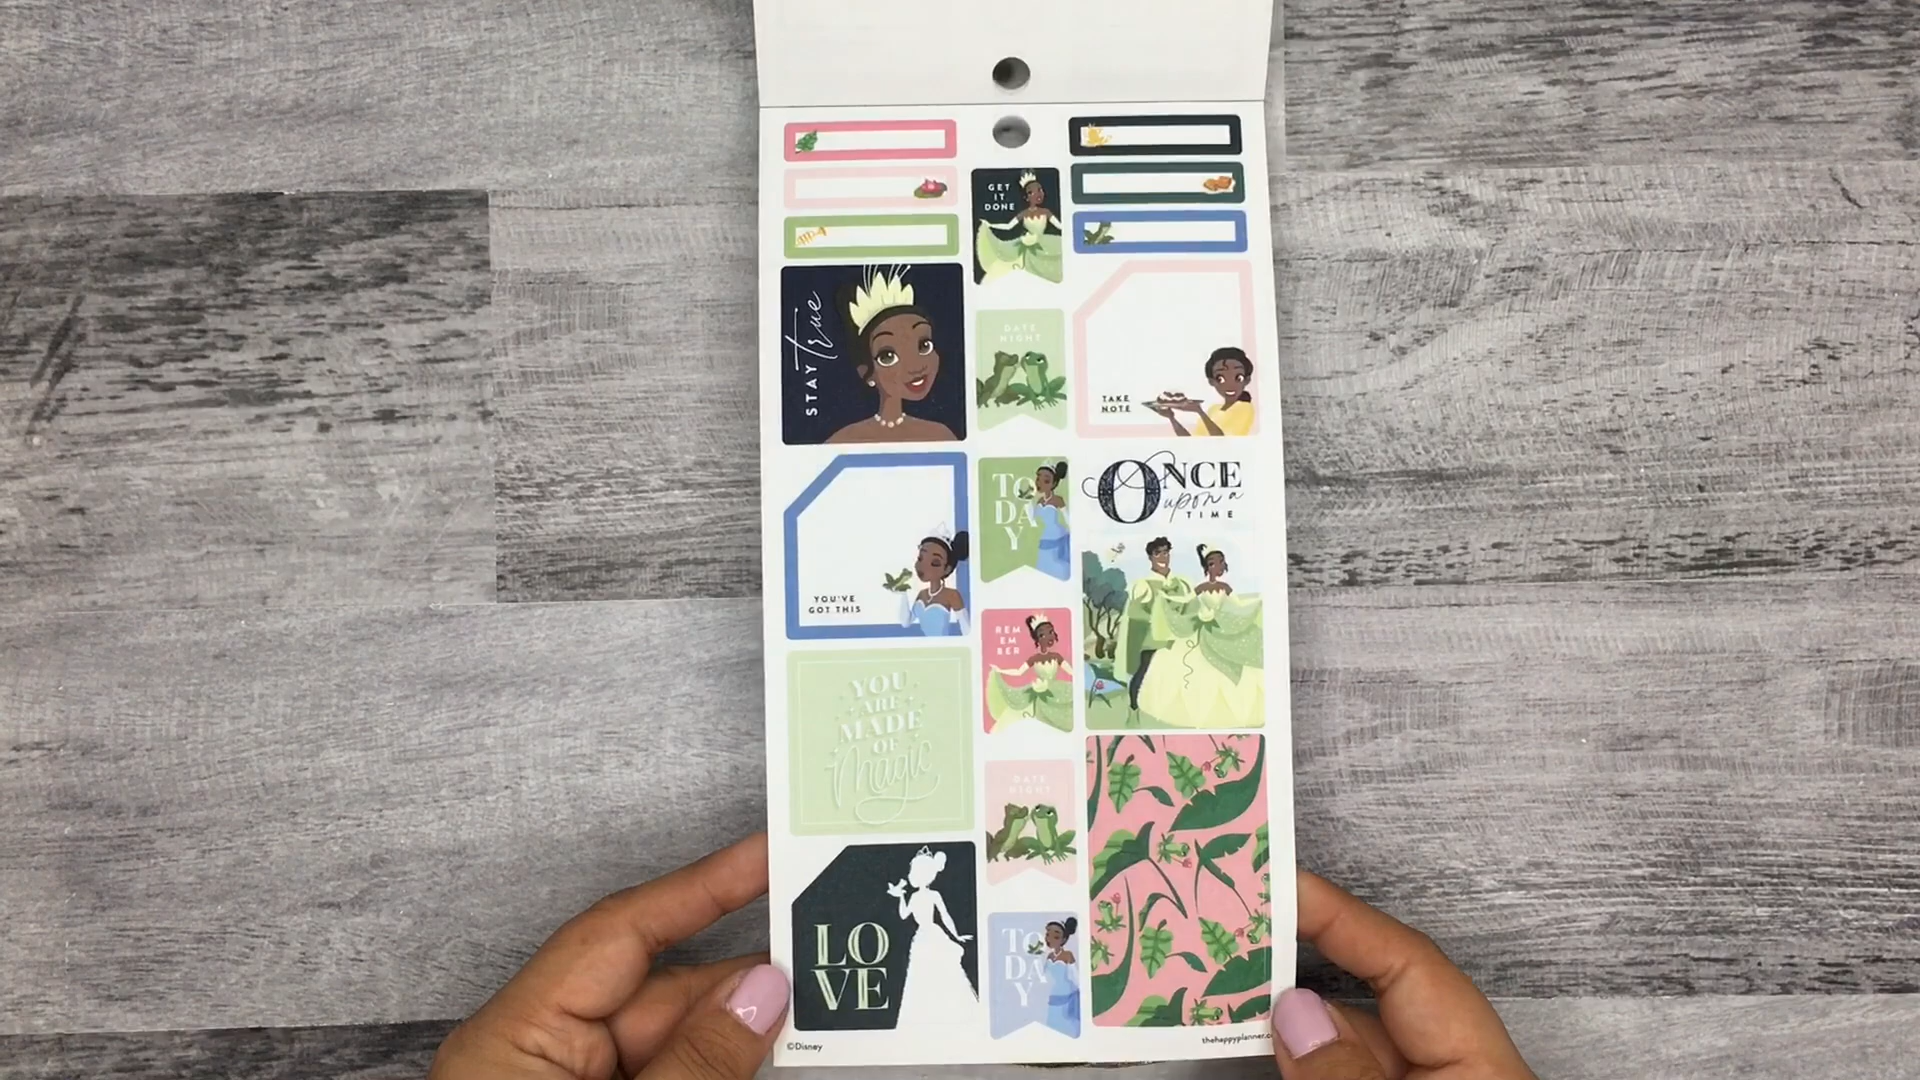 GET
IT
DONE
STAY true
DATE
NIGHT
TAKE
NOTE
TO
DA
Y
ONCE
upon a
TIME
YOU'VE
GOT THIS
REM
EM
BER
YOU
ARE
MADE
OF
Magic
DATE
NIGHT
LO
VE
TO
DA
Y
©Disney
thehappyplanner.c